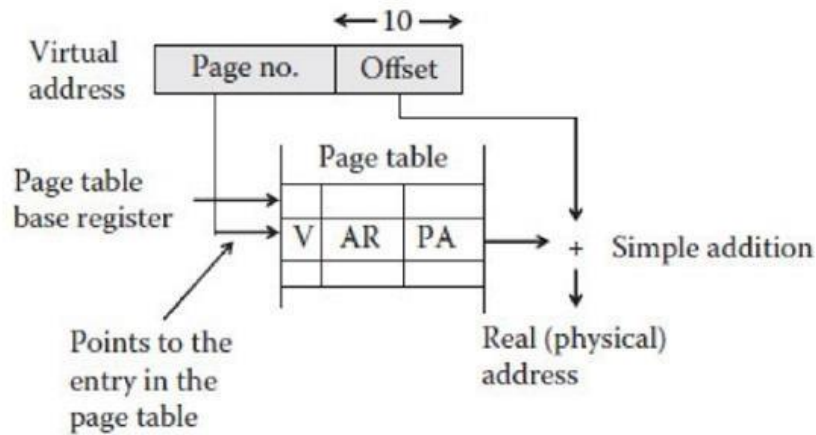 10
Virtual
address
Page no.
Offset
Page table
Page table
base register
V AR PA
+ Simple addition
Points to the
entry in the
page table
Real (physical)
address